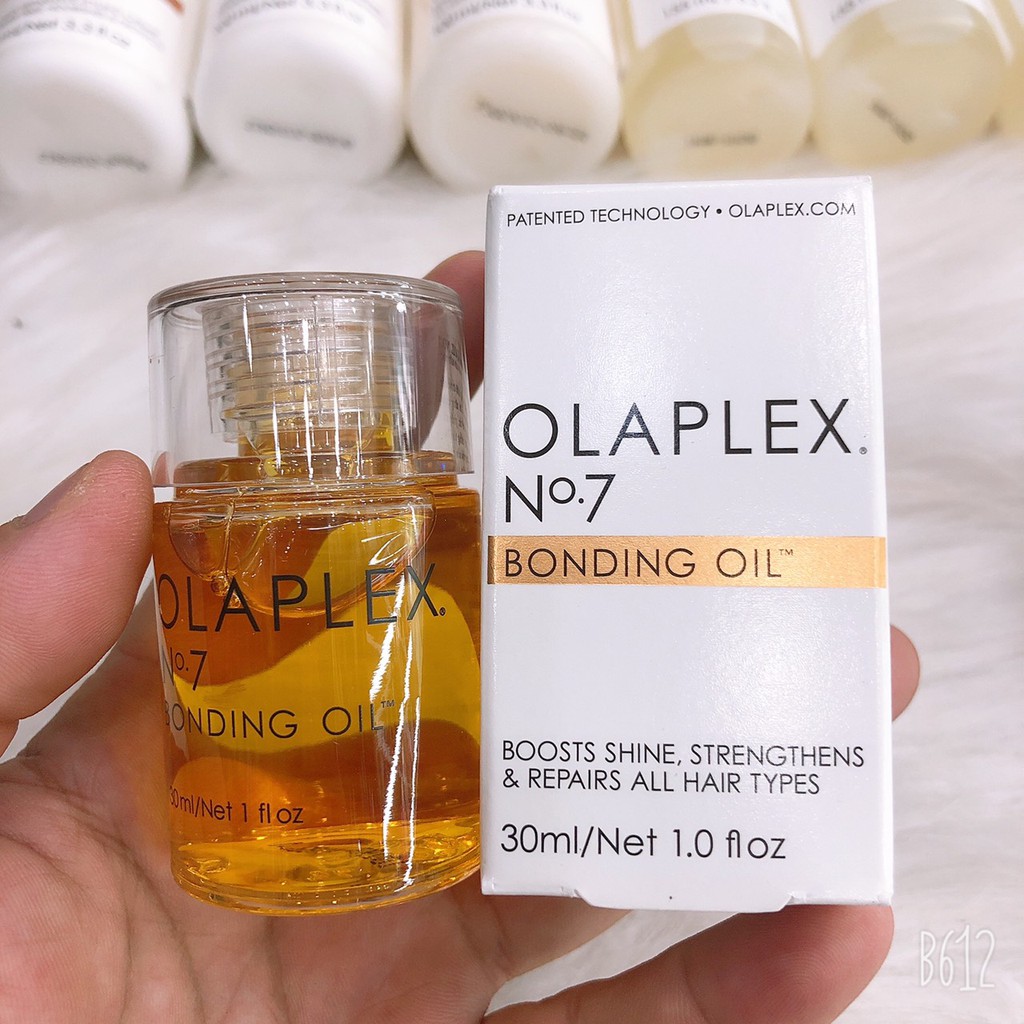 PATENTED TECHNOLOGY • OLAPLEX.COM
OLAPLEX®
No.7
BONDING OIL™
BOOSTS SHINE, STRENGTHENS
& REPAIRS ALL HAIR TYPES
30ml/Net 1.0 fl oz
OLAPLEX®
No.7
BONDING OIL™
30ml/Net 1 fl oz
B612